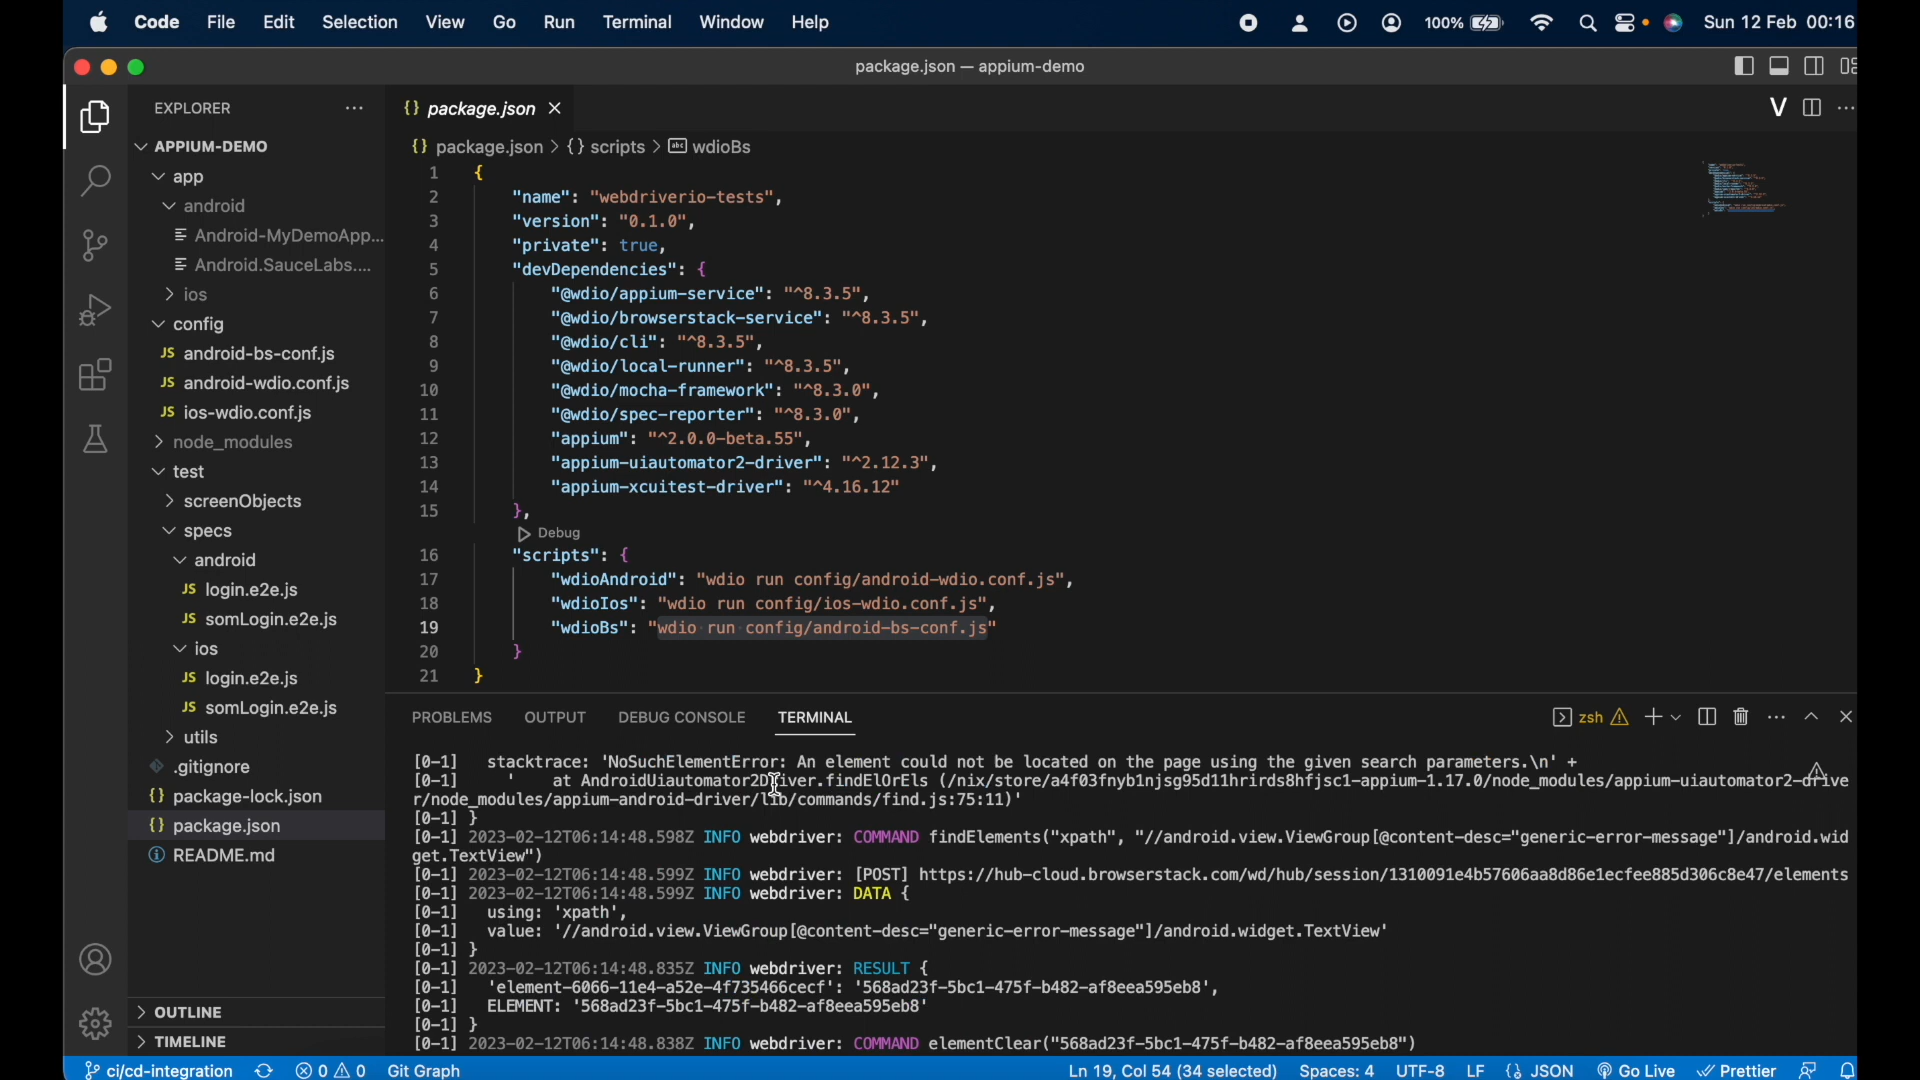 Code File Edit Selection View Go Run Terminal Window Help 100% Sun 12 Feb 00:16
package.json — appium-demo
EXPLORER ···
APPIUM-DEMO
app
android
Android-MyDemoApp...
Android.SauceLabs....
ios
config
JS android-bs-conf.js
JS android-wdio.conf.js
JS ios-wdio.conf.js
node_modules
test
screenObjects
specs
android
JS login.e2e.js
JS somLogin.e2e.js
ios
JS login.e2e.js
JS somLogin.e2e.js
utils
.gitignore
{} package-lock.json
{} package.json
README.md
OUTLINE
TIMELINE
{} package.json
{} package.json > {} scripts > abc wdioBs
1 {
2 "name": "webdriverio-tests",
3 "version": "0.1.0",
4 "private": true,
5 "devDependencies": {
6 "@wdio/appium-service": "^8.3.5",
7 "@wdio/browserstack-service": "^8.3.5",
8 "@wdio/cli": "^8.3.5",
9 "@wdio/local-runner": "^8.3.5",
10 "@wdio/mocha-framework": "^8.3.0",
11 "@wdio/spec-reporter": "^8.3.0",
12 "appium": "^2.0.0-beta.55",
13 "appium-uiautomator2-driver": "^2.12.3",
14 "appium-xcuitest-driver": "^4.16.12"
15 },
Debug
16 "scripts": {
17 "wdioAndroid": "wdio run config/android-wdio.conf.js",
18 "wdioIos": "wdio run config/ios-wdio.conf.js",
19 "wdioBs": "wdio run config/android-bs-conf.js"
20 }
21 }
PROBLEMS OUTPUT DEBUG CONSOLE TERMINAL zsh
[0-1] stacktrace: 'NoSuchElementError: An element could not be located on the page using the given search parameters.\n' +
[0-1] ' at AndroidUiautomator2Driver.findElOrEls (/nix/store/a4f03fnyb1njsg95d11hrirds8hfjsc1-appium-1.17.0/node_modules/appium-uiautomator2-drive
r/node_modules/appium-android-driver/lib/commands/find.js:75:11)'
[0-1] }
[0-1] 2023-02-12T06:14:48.598Z INFO webdriver: COMMAND findElements("xpath", "//android.view.ViewGroup[@content-desc="generic-error-message"]/android.wid
get.TextView")
[0-1] 2023-02-12T06:14:48.599Z INFO webdriver: [POST] https://hub-cloud.browserstack.com/wd/hub/session/1310091e4b57606aa8d86e1ecfee885d306c8e47/elements
[0-1] 2023-02-12T06:14:48.599Z INFO webdriver: DATA {
[0-1] using: 'xpath',
[0-1] value: '//android.view.ViewGroup[@content-desc="generic-error-message"]/android.widget.TextView'
[0-1] }
[0-1] 2023-02-12T06:14:48.835Z INFO webdriver: RESULT {
[0-1] 'element-6066-11e4-a52e-4f735466cecf': '568ad23f-5bc1-475f-b482-af8eea595eb8',
[0-1] ELEMENT: '568ad23f-5bc1-475f-b482-af8eea595eb8'
[0-1] }
[0-1] 2023-02-12T06:14:48.838Z INFO webdriver: COMMAND elementClear("568ad23f-5bc1-475f-b482-af8eea595eb8")
ci/cd-integration 0 0 Git Graph Ln 19, Col 54 (34 selected) Spaces: 4 UTF-8 LF {} JSON Go Live Prettier